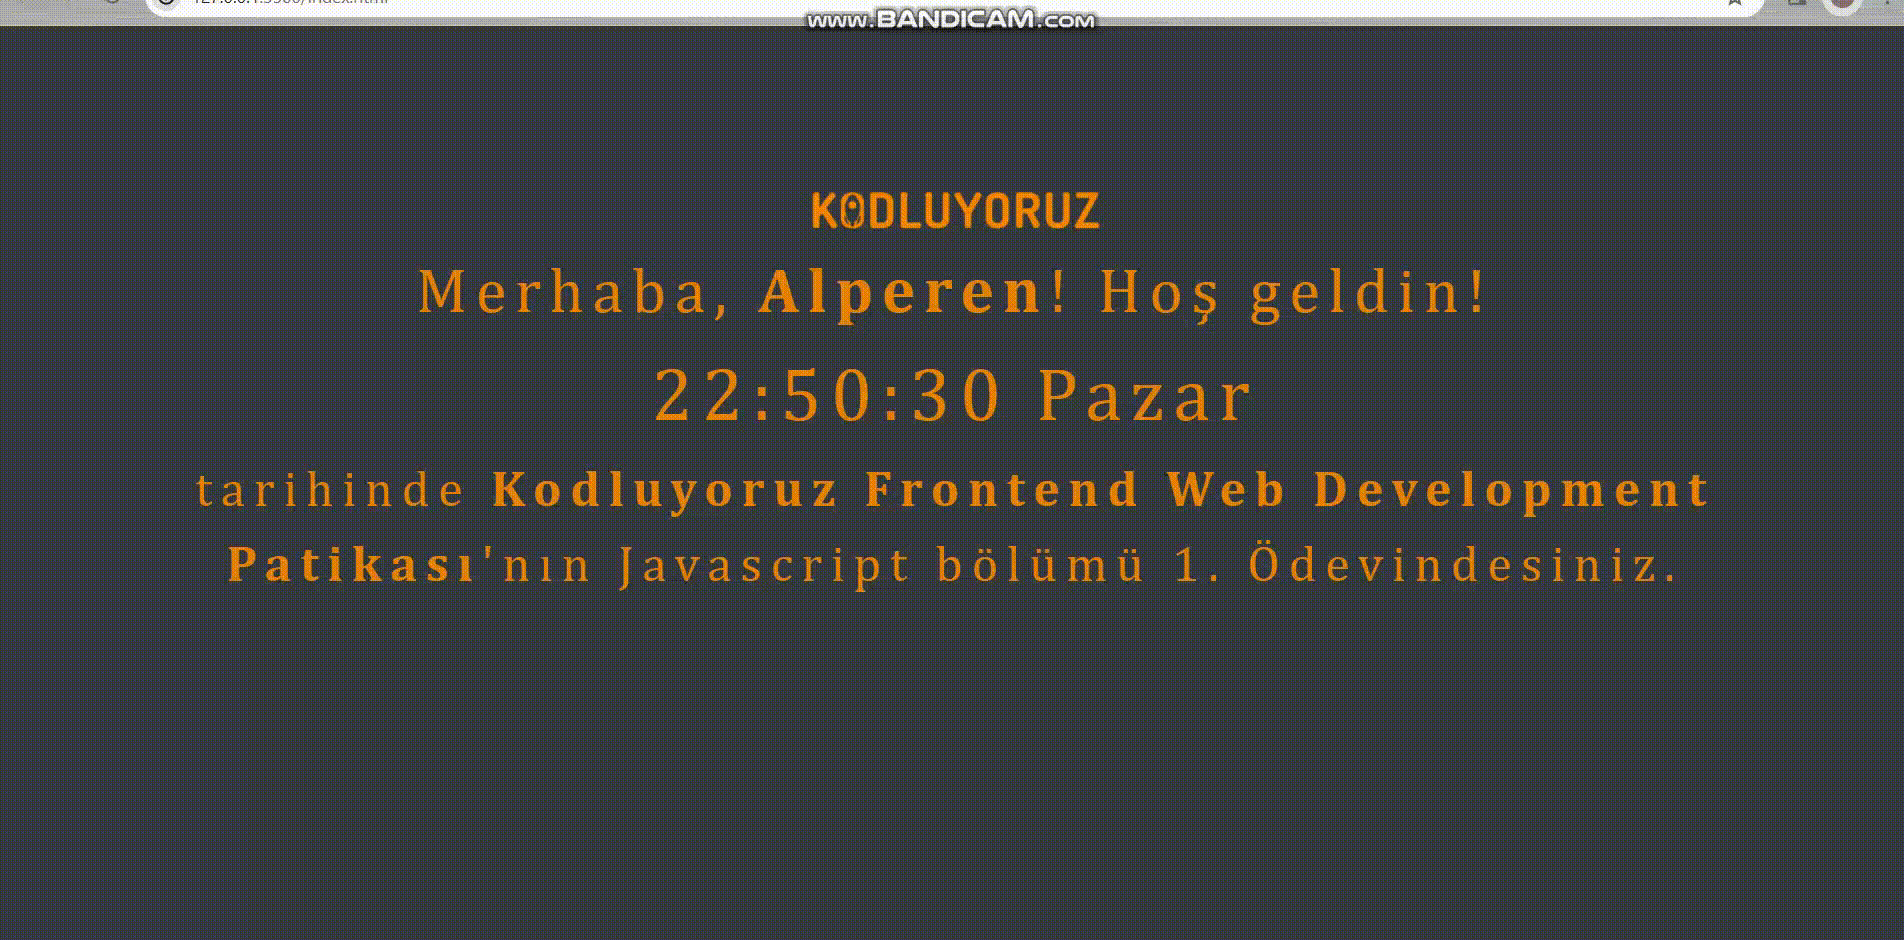 www.BANDICAM.com
KODLUYORUZ
Merhaba, Alperen! Hoş geldin!
22:50:30 Pazar
tarihinde Kodluyoruz Frontend Web Development
Patikası'nın Javascript bölümü 1. Ödevindesiniz.